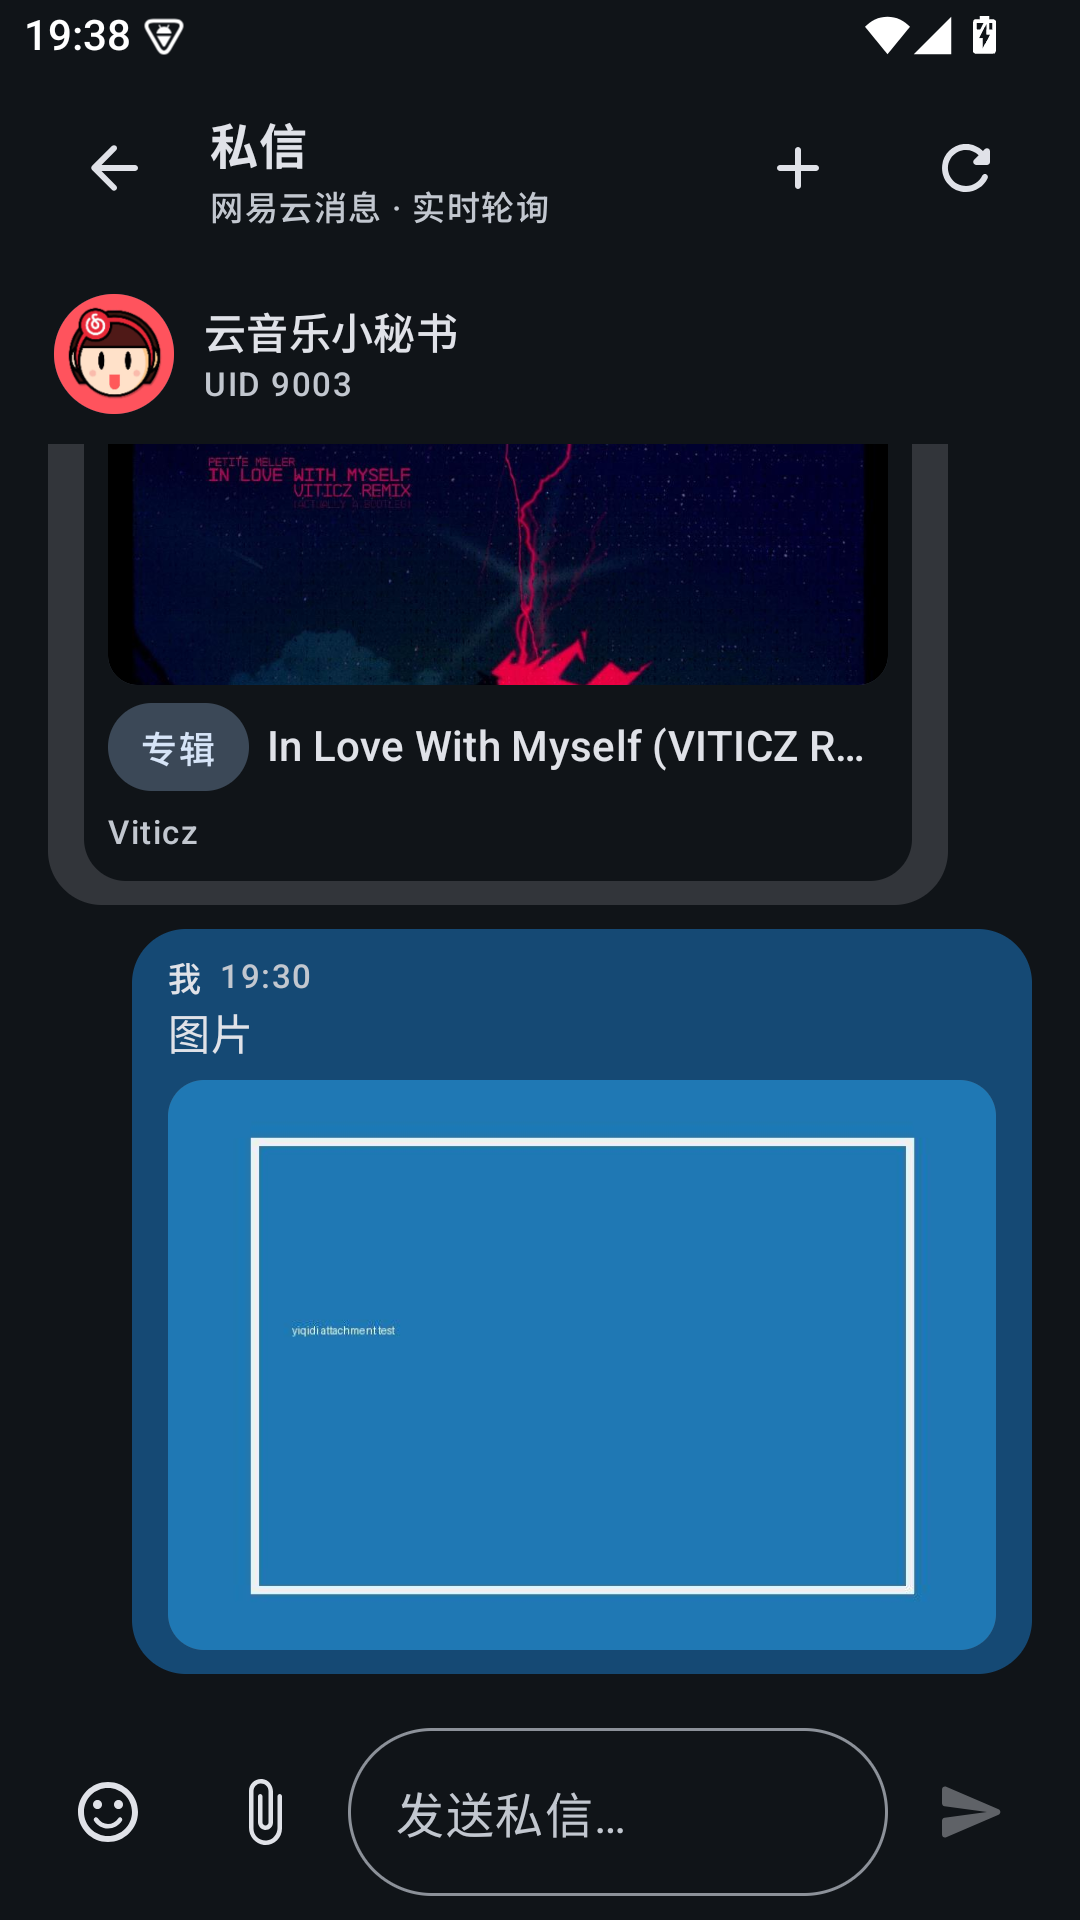 19:38
私信
网易云消息 · 实时轮询
云音乐小秘书
UID 9003
PETITE MELLER
IN LOVE WITH MYSELF
VITICZ REMIX
专辑
In Love With Myself (VITICZ R...
Viticz
我 19:30
图片
yiqidi attachment test
发送私信...